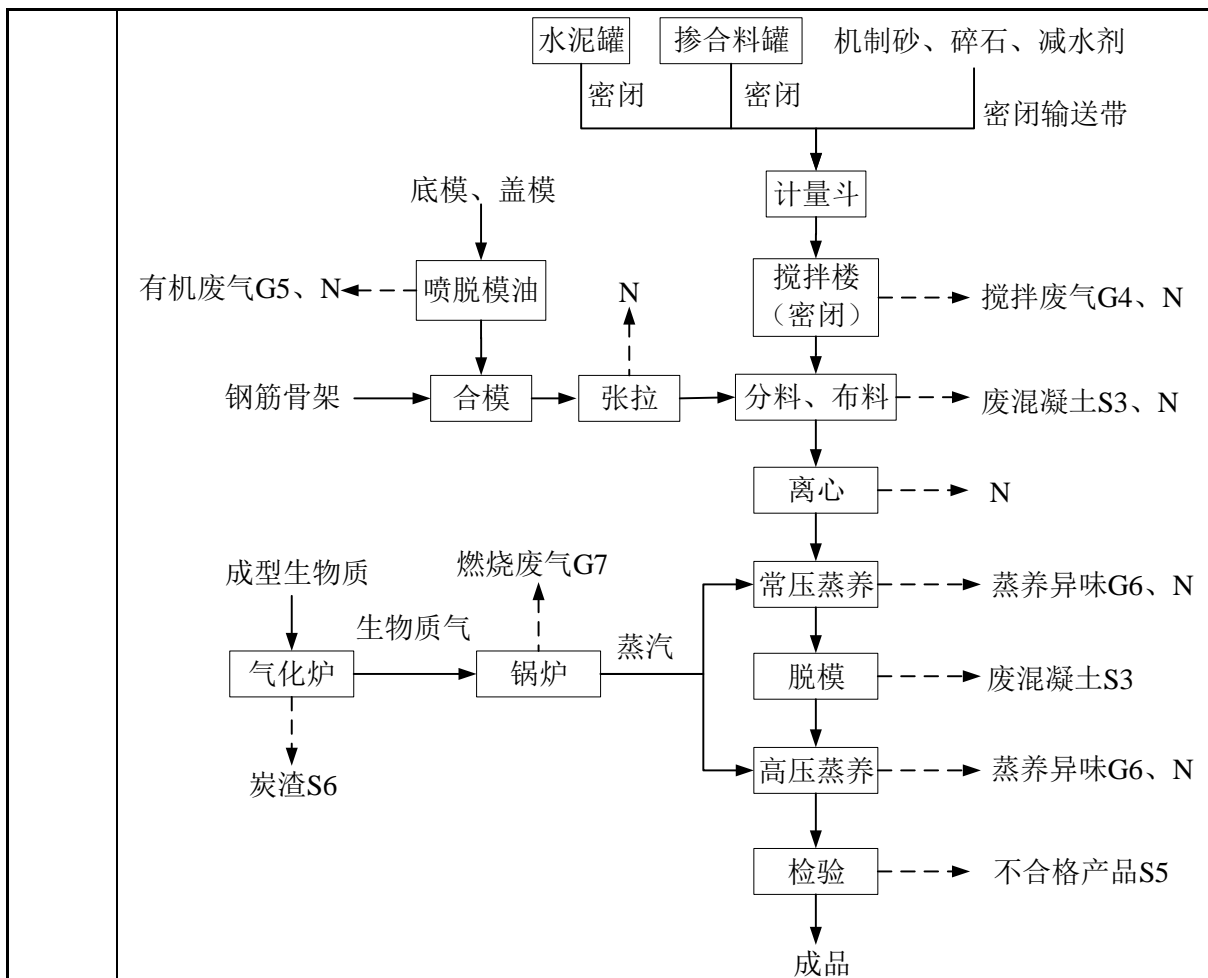 水泥罐
掺合料罐
机制砂、碎石、减水剂
密闭
密闭
密闭输送带
计量斗
底模、盖模
搅拌楼
（密闭）
搅拌废气G4、N
有机废气G5、N
喷脱模油
N
钢筋骨架
合模
张拉
分料、布料
废混凝土S3、N
离心
N
成型生物质
燃烧废气G7
常压蒸养
蒸养异味G6、N
生物质气
蒸汽
气化炉
锅炉
脱模
废混凝土S3
炭渣S6
高压蒸养
蒸养异味G6、N
检验
不合格产品S5
成品